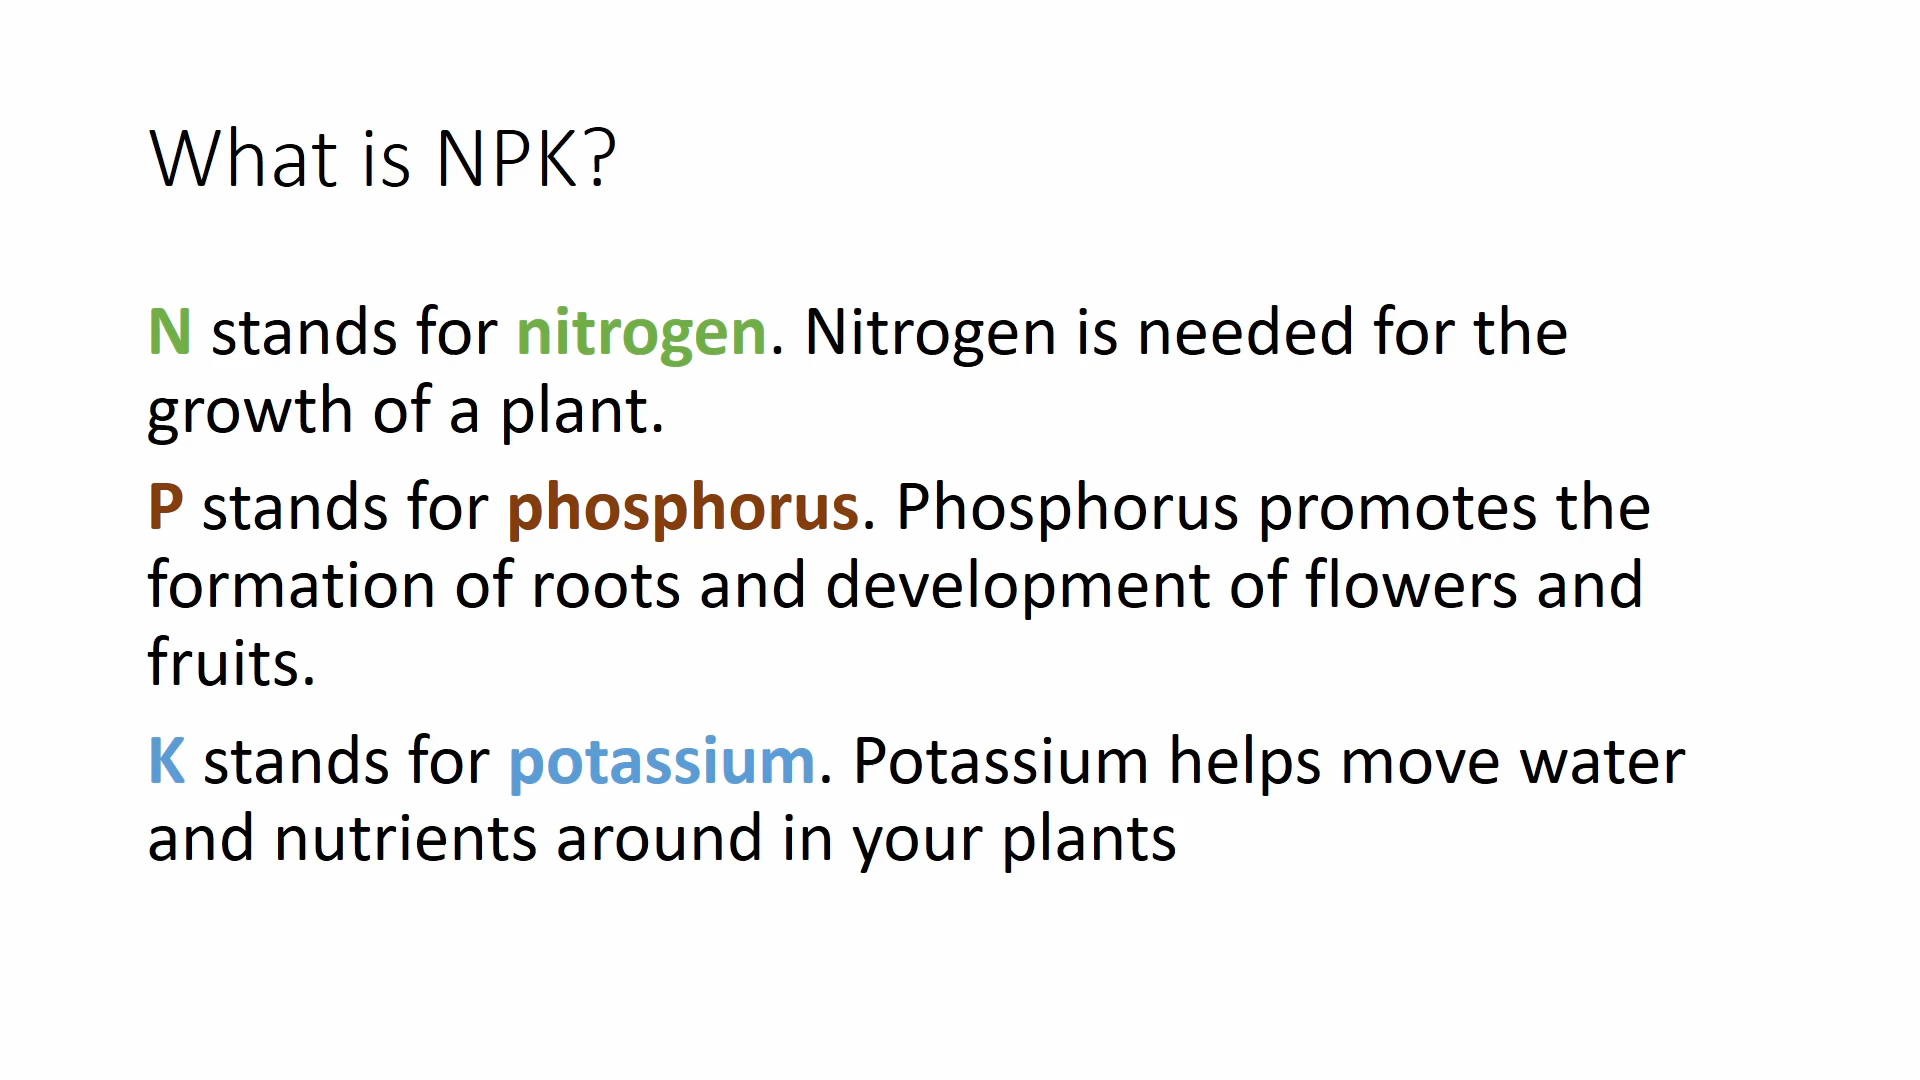 What is NPK?
N stands for nitrogen. Nitrogen is needed for the
growth of a plant.
P stands for phosphorus. Phosphorus promotes the
formation of roots and development of flowers and
fruits.
K stands for potassium. Potassium helps move water
and nutrients around in your plants